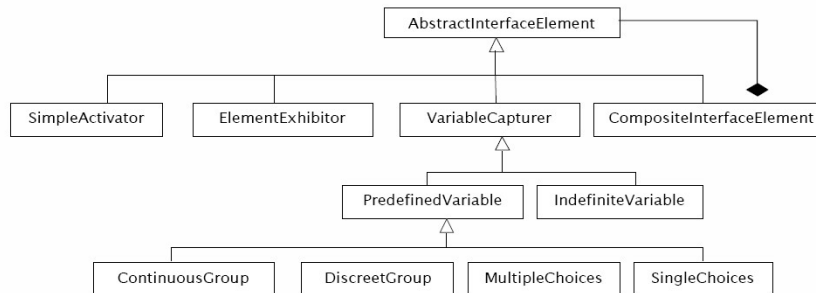 AbstractInterfaceElement
SimpleActivator
ElementExhibitor
VariableCapturer
CompositeInterfaceElement
PredefinedVariable
IndefiniteVariable
ContinuousGroup
DiscreetGroup
MultipleChoices
SingleChoices